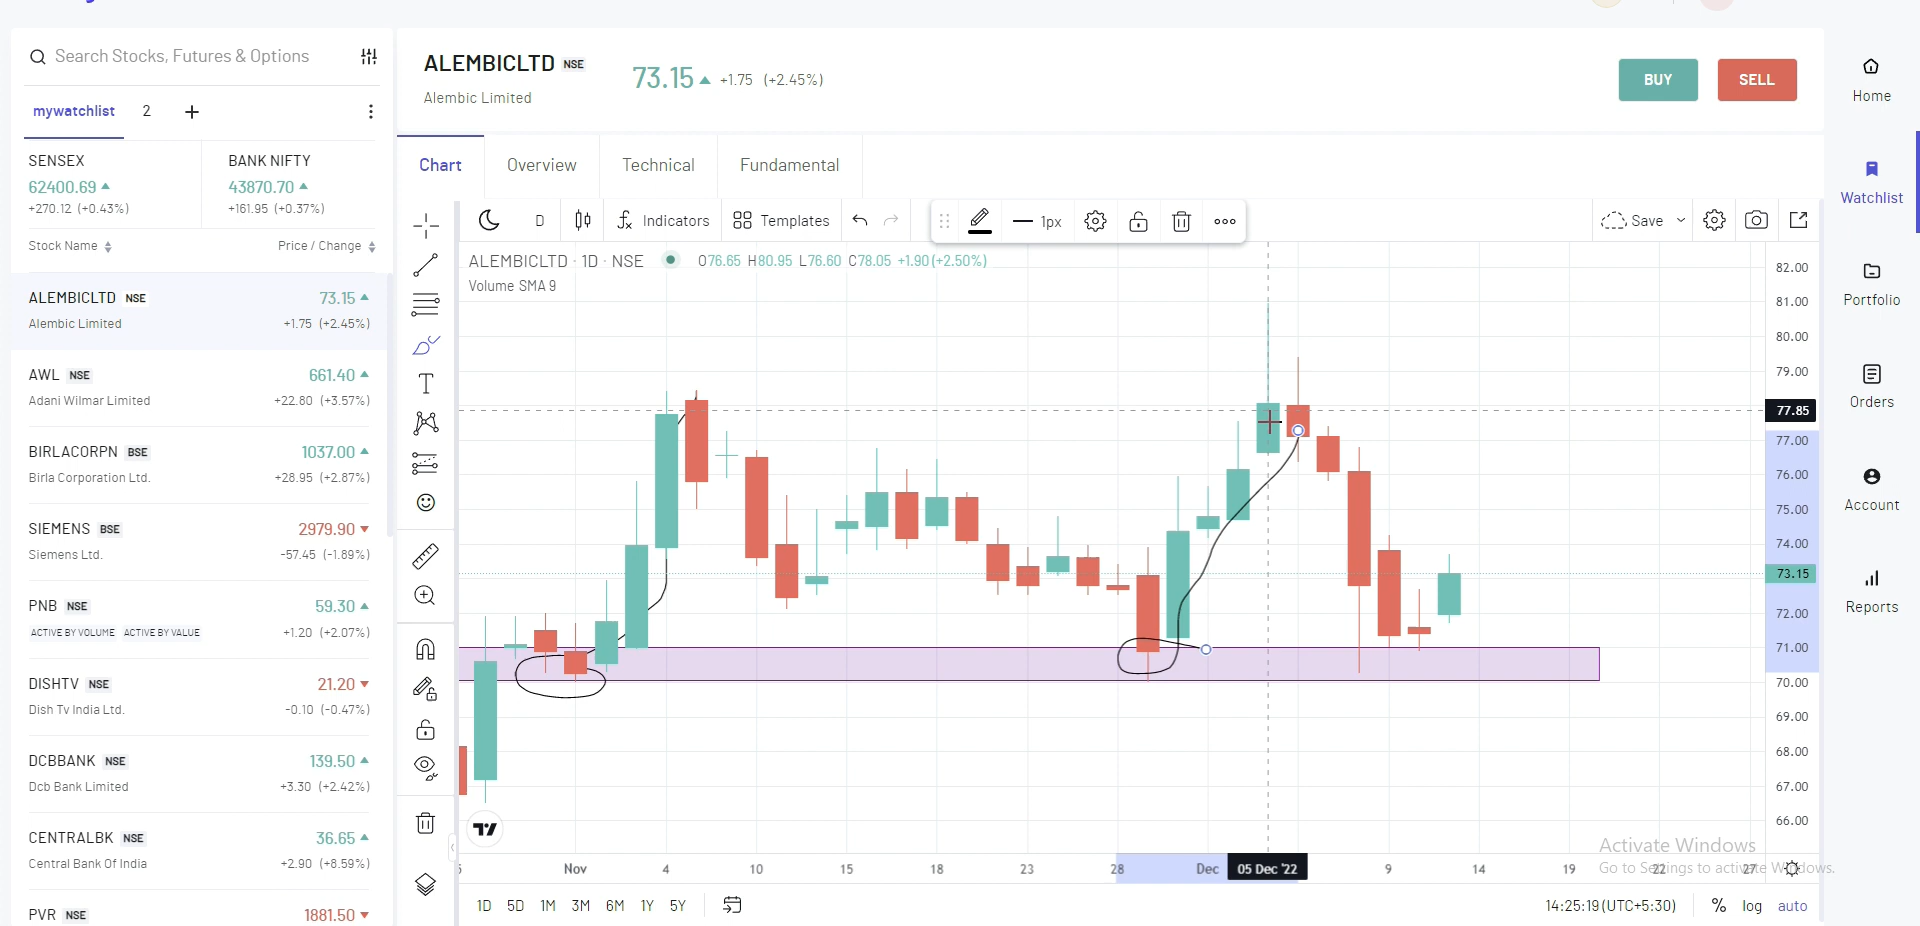 Search Stocks, Futures & Options
mywatchlist 2 +
SENSEX
62400.69
+270.12 (+0.43%)
BANK NIFTY
43870.70
+161.95 (+0.37%)
Stock Name Price / Change
ALEMBICLTD NSE 73.15
Alembic Limited +1.75 (+2.45%)
AWL NSE 661.40
Adani Wilmar Limited +22.80 (+3.57%)
BIRLACORPN BSE 1037.00
Birla Corporation Ltd. +28.95 (+2.87%)
SIEMENS BSE 2979.90
Siemens Ltd. -57.45 (-1.89%)
PNB NSE 59.30
ACTIVE BY VOLUME ACTIVE BY VALUE +1.20 (+2.07%)
DISHTV NSE 21.20
Dish Tv India Ltd. -0.10 (-0.47%)
DCBBANK NSE 139.50
Dcb Bank Limited +3.30 (+2.42%)
CENTRALBK NSE 36.65
Central Bank Of India +2.90 (+8.59%)
PVR NSE 1881.50
ALEMBICLTD NSE
Alembic Limited
73.15 +1.75 (+2.45%)
BUY SELL
Chart Overview Technical Fundamental
D Indicators Templates 1px Save
ALEMBICLTD · 1D · NSE O76.65 H80.95 L76.60 C78.05 +1.90 (+2.50%)
Volume SMA 9
82.00
81.00
80.00
79.00
77.85
77.00
76.00
75.00
74.00
73.15
72.00
71.00
70.00
69.00
68.00
67.00
66.00
Nov 4 10 15 18 23 28 Dec 05 Dec '22 9 14 19 22 27
1D 5D 1M 3M 6M 1Y 5Y
14:25:19 (UTC+5:30) % log auto
Activate Windows
Go to Settings to activate Windows.
Home
Watchlist
Portfolio
Orders
Account
Reports